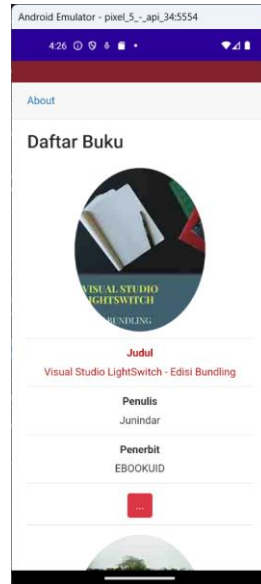 Android Emulator - pixel_5_-_api_34:5554
4:26
About
Daftar Buku
VISUAL STUDIO
LIGHTSWITCH
BUNDLING
Judul
Visual Studio LightSwitch - Edisi Bundling
Penulis
Junindar
Penerbit
EBOOKUID
...